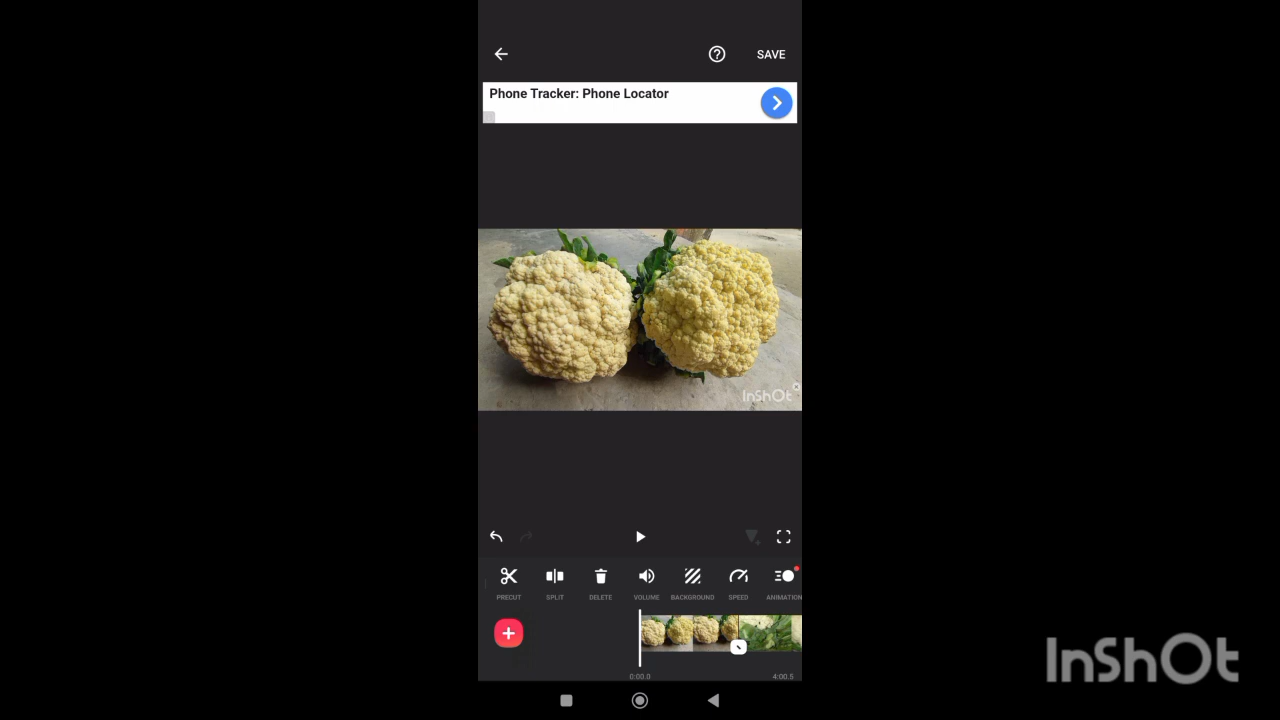 SAVE
Phone Tracker: Phone Locator
InShOt
PRECUT SPLIT DELETE VOLUME BACKGROUND SPEED ANIMATION
0:00.0 4:00.5
InShOt